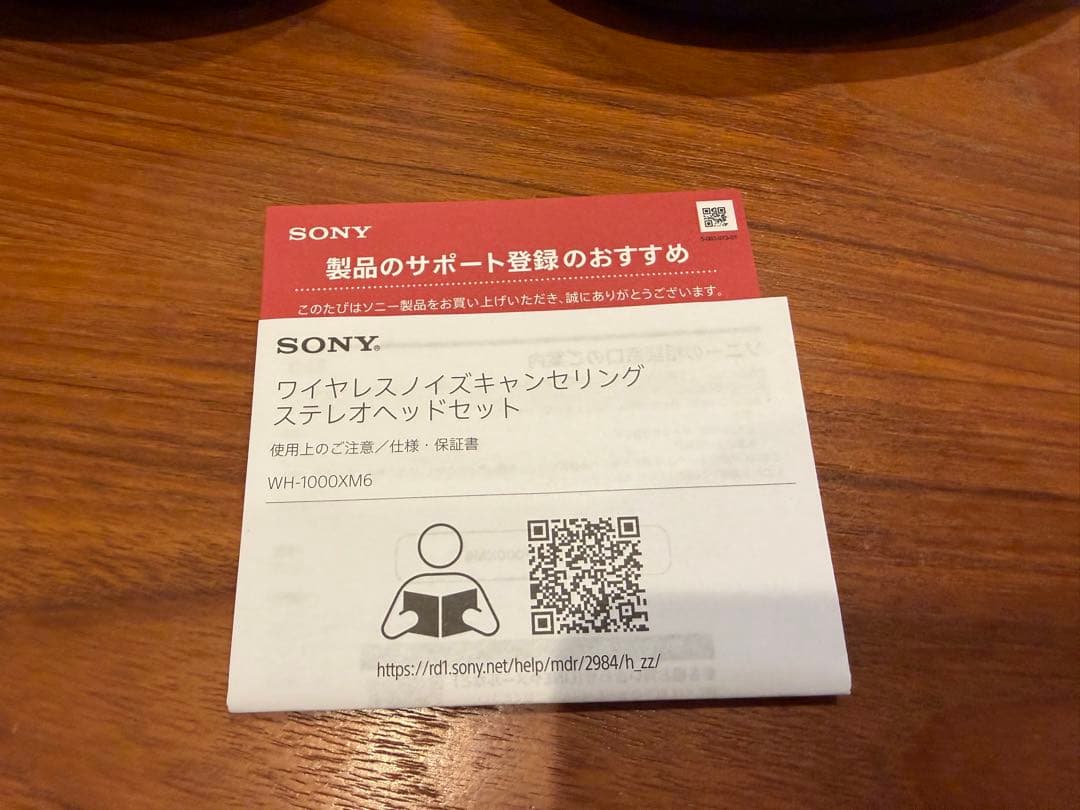 SONY
製品のサポート登録のおすすめ
このたびはソニー製品をお買い上げいただき、誠にありがとうございます。
SONY®
ワイヤレスノイズキャンセリング
ステレオヘッドセット
使用上のご注意/仕様・保証書
WH-1000XM6
https://rd1.sony.net/help/mdr/2984/h_zz/